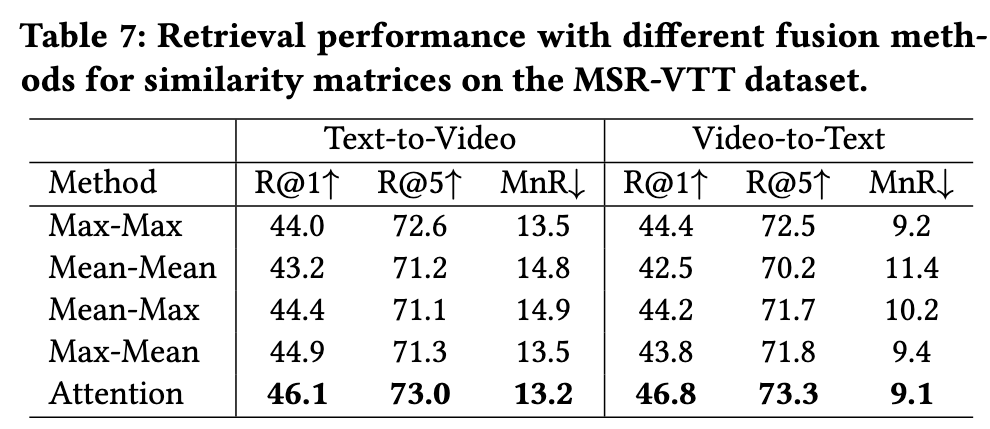 Table 7: Retrieval performance with different fusion meth-
ods for similarity matrices on the MSR-VTT dataset.
Text-to-Video Video-to-Text
Method R@1↑ R@5↑ MnR↓ R@1↑ R@5↑ MnR↓
Max-Max 44.0 72.6 13.5 44.4 72.5 9.2
Mean-Mean 43.2 71.2 14.8 42.5 70.2 11.4
Mean-Max 44.4 71.1 14.9 44.2 71.7 10.2
Max-Mean 44.9 71.3 13.5 43.8 71.8 9.4
Attention 46.1 73.0 13.2 46.8 73.3 9.1